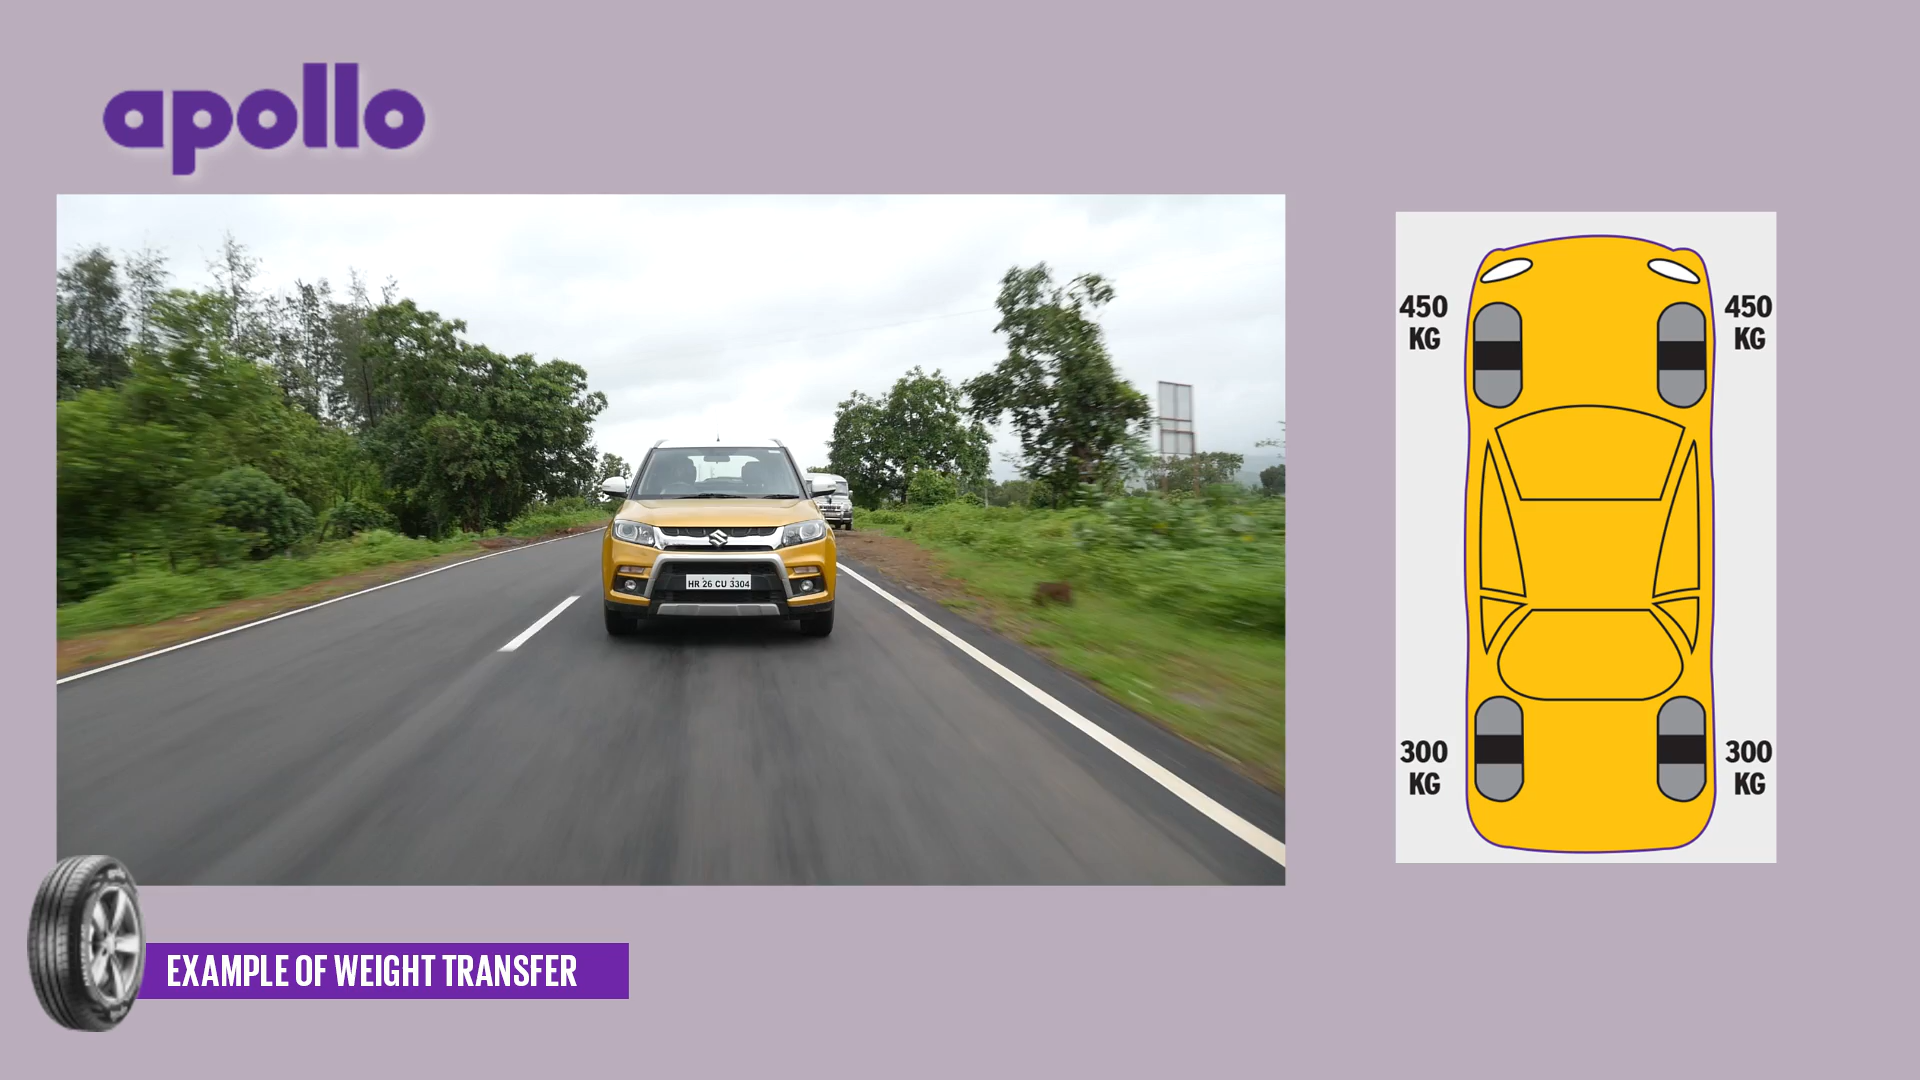 apollo
HR 26 CU 3304
450
KG
450
KG
300
KG
300
KG
EXAMPLE OF WEIGHT TRANSFER